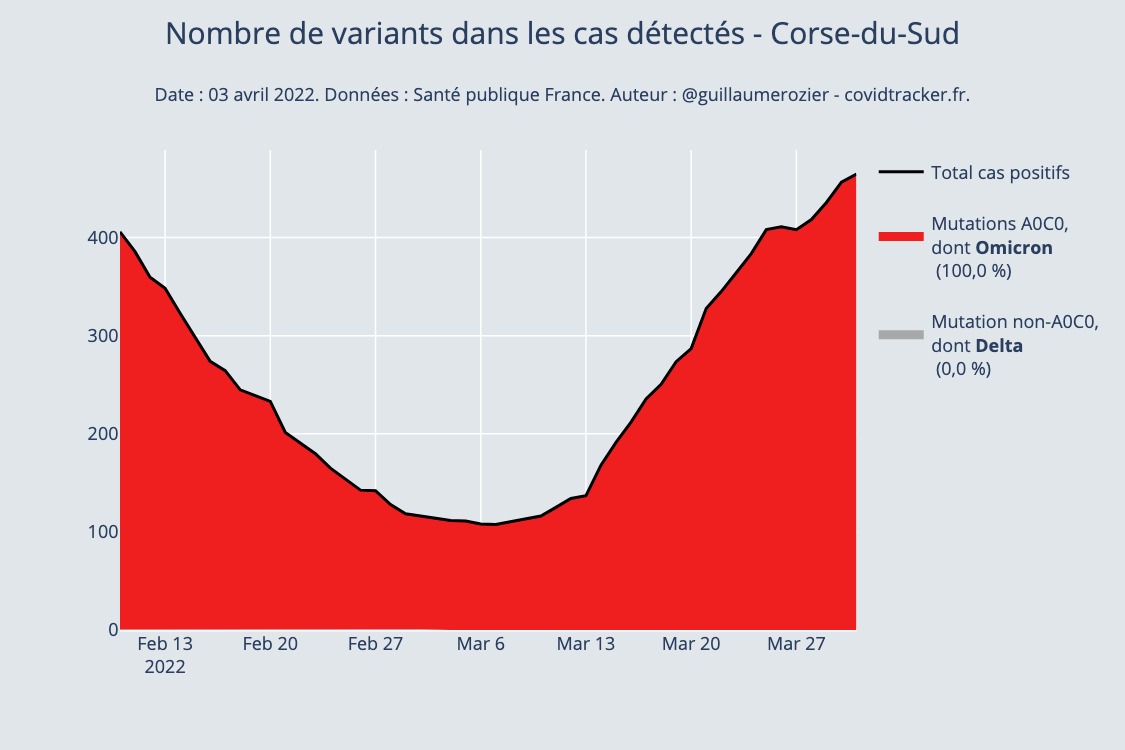 Nombre de variants dans les cas détectés - Corse-du-Sud
Date : 03 avril 2022. Données : Santé publique France. Auteur : @guillaumerozier - covidtracker.fr.
Total cas positifs
Mutations A0C0,
dont Omicron
(100,0 %)
Mutation non-A0C0,
dont Delta
(0,0 %)
400
300
200
100
0
Feb 13
2022
Feb 20
Feb 27
Mar 6
Mar 13
Mar 20
Mar 27